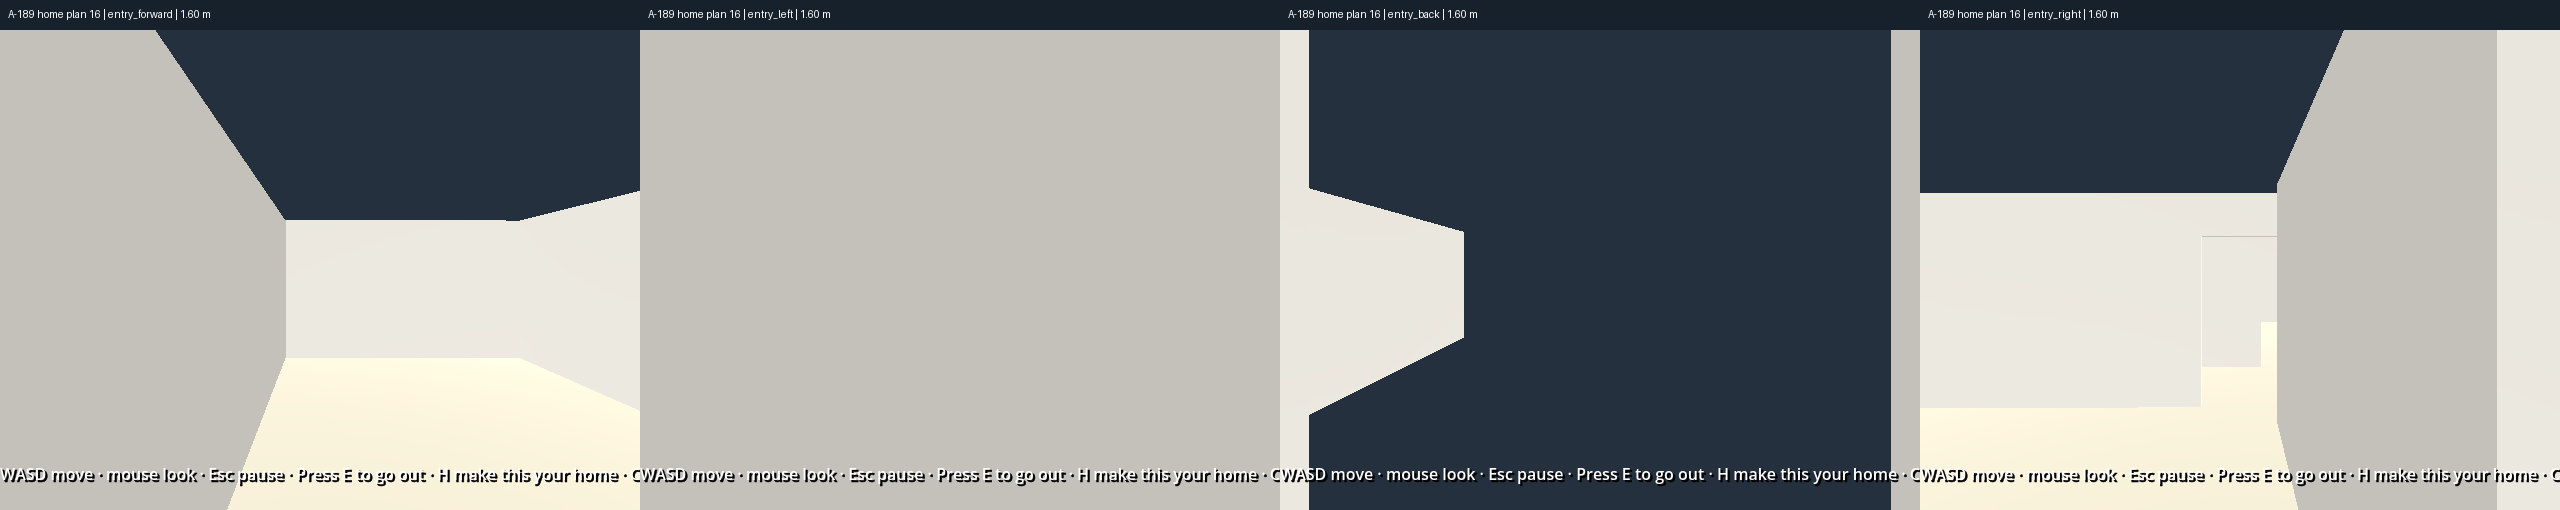 A-189 home plan 16 | entry_forward | 1.60 m
A-189 home plan 16 | entry_left | 1.60 m
A-189 home plan 16 | entry_back | 1.60 m
A-189 home plan 16 | entry_right | 1.60 m
WASD move · mouse look · Esc pause · Press E to go out · H make this your home · C
WASD move · mouse look · Esc pause · Press E to go out · H make this your home · C
WASD move · mouse look · Esc pause · Press E to go out · H make this your home · C
WASD move · mouse look · Esc pause · Press E to go out · H make this your home · C